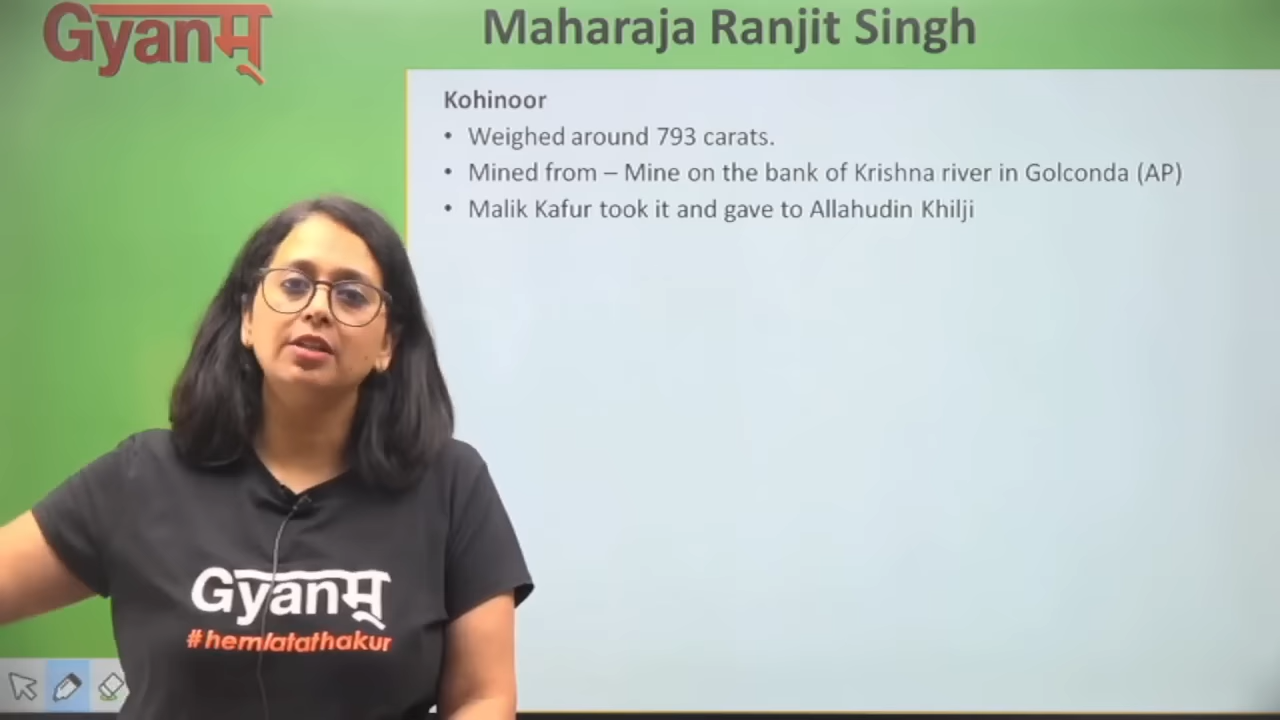 Gyanम्
Maharaja Ranjit Singh
Kohinoor
• Weighed around 793 carats.
• Mined from – Mine on the bank of Krishna river in Golconda (AP)
• Malik Kafur took it and gave to Allahudin Khilji
Gyanम्
#hemlatathakur